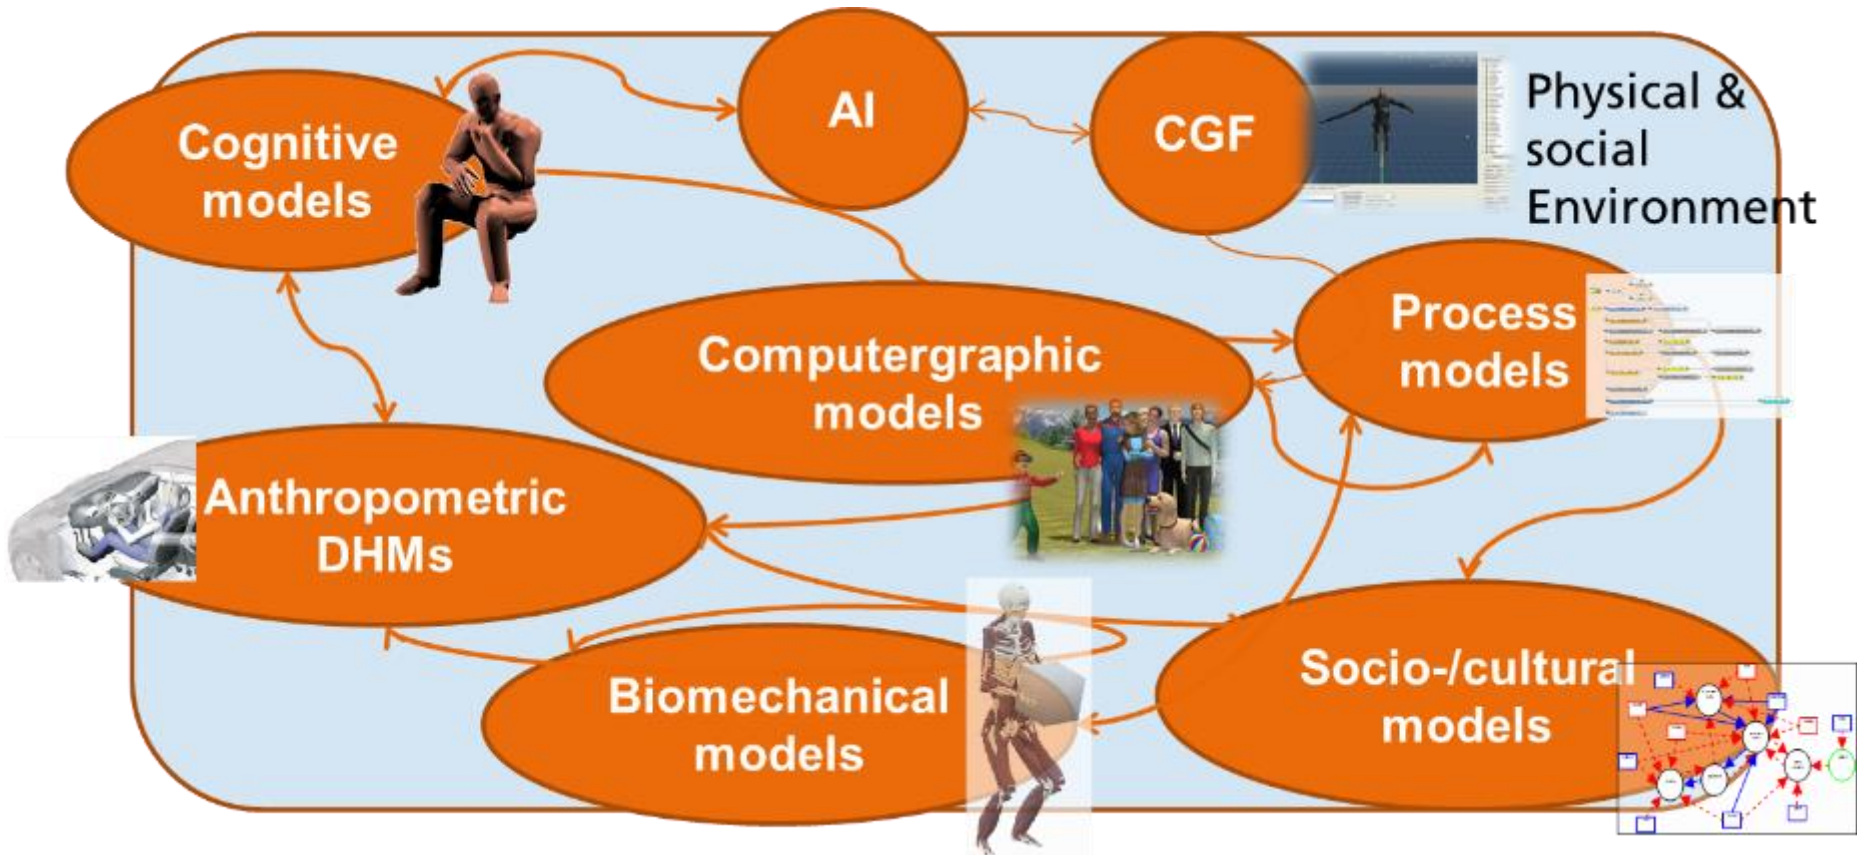 Cognitive
models
AI
CGF
Physical &
social
Environment
Process
models
Computergraphic
models
Anthropometric
DHMs
Biomechanical
models
Socio-/cultural
models